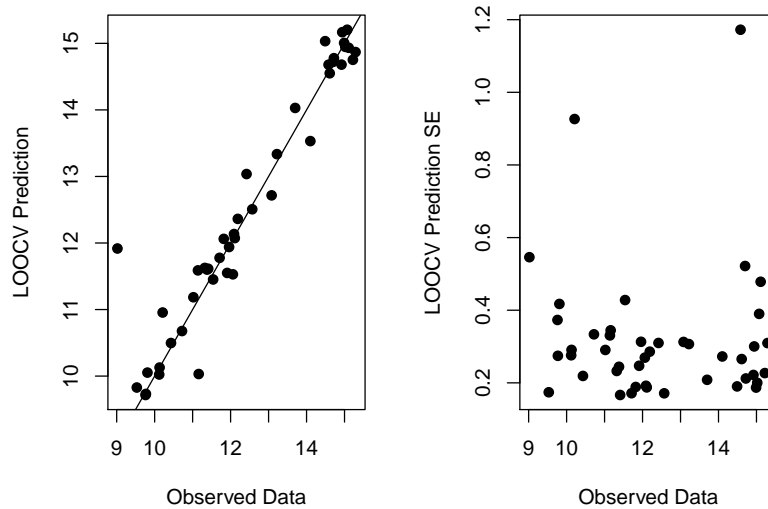 LOOCV Prediction
15
14
13
12
11
10
9 10 12 14
Observed Data
LOOCV Prediction SE
1.2
1.0
0.8
0.6
0.4
0.2
9 10 12 14
Observed Data